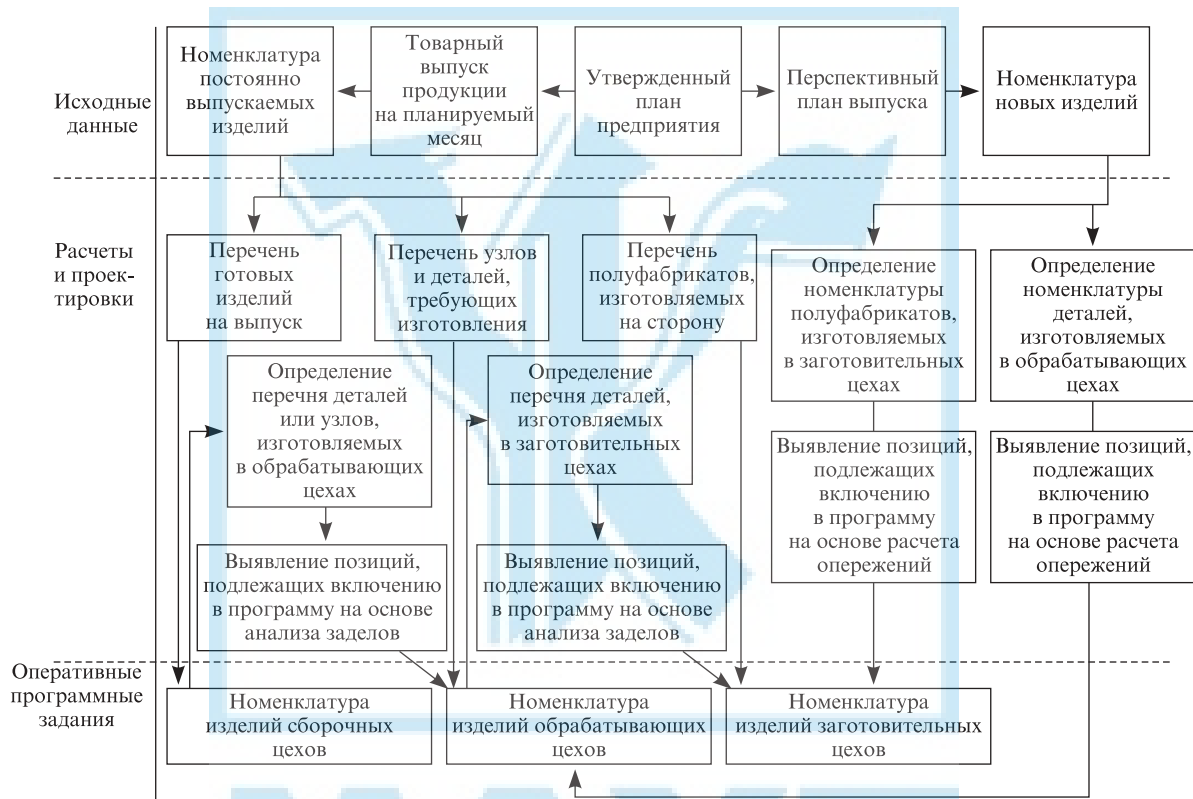 Исходные
данные
Номенклатура
постоянно
выпускаемых
изделий
Товарный
выпуск
продукции
на планируемый
месяц
Утвержденный
план
предприятия
Перспективный
план выпуска
Номенклатура
новых изделий
Расчеты
и проек-
тировки
Перечень
готовых
изделий
на выпуск
Перечень узлов
и деталей,
требующих
изготовления
Перечень
полуфабрикатов,
изготовляемых
на сторону
Определение
номенклатуры
полуфабрикатов,
изготовляемых
в заготовительных
цехах
Определение
номенклатуры
деталей,
изготовляемых
в обрабатывающих
цехах
Определение
перечня деталей
или узлов,
изготовляемых
в обрабатывающих
цехах
Определение
перечня деталей,
изготовляемых
в заготовительных
цехах
Выявление позиций,
подлежащих
включению
в программу
на основе расчета
опережений
Выявление позиций,
подлежащих
включению
в программу
на основе расчета
опережений
Выявление позиций,
подлежащих включению
в программу на основе
анализа заделов
Выявление позиций,
подлежащих включению
в программу на основе
анализа заделов
Оперативные
программные
задания
Номенклатура
изделий сборочных
цехов
Номенклатура
изделий обрабатывающих
цехов
Номенклатура
изделий заготовительных
цехов